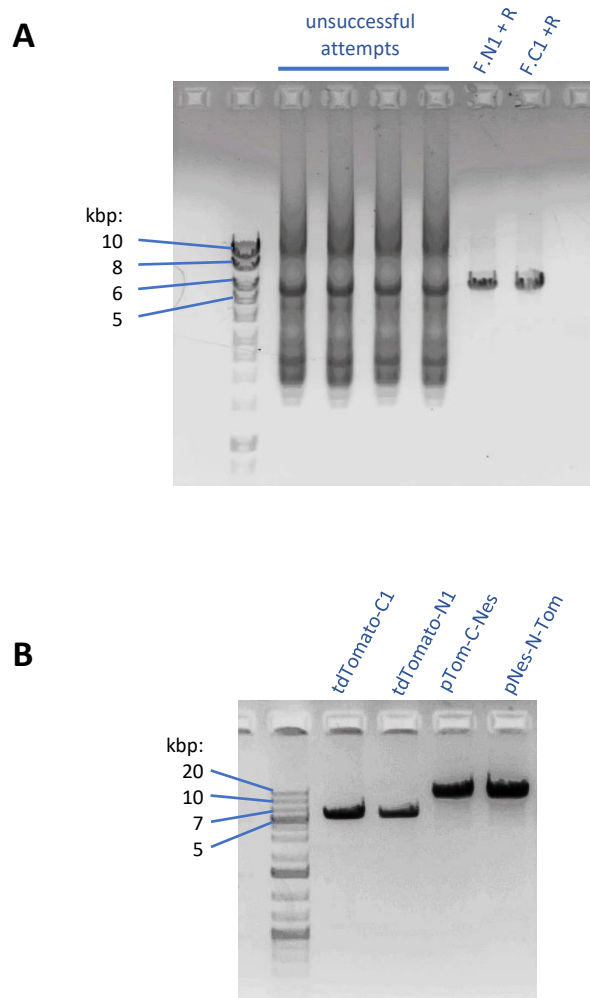 A
unsuccessful
attempts
F.N1 + R
F.C1 +R
kbp:
10
8
6
5
B
tdTomato-C1
tdTomato-N1
pTom-C-Nes
pNes-N-Tom
kbp:
20
10
7
5